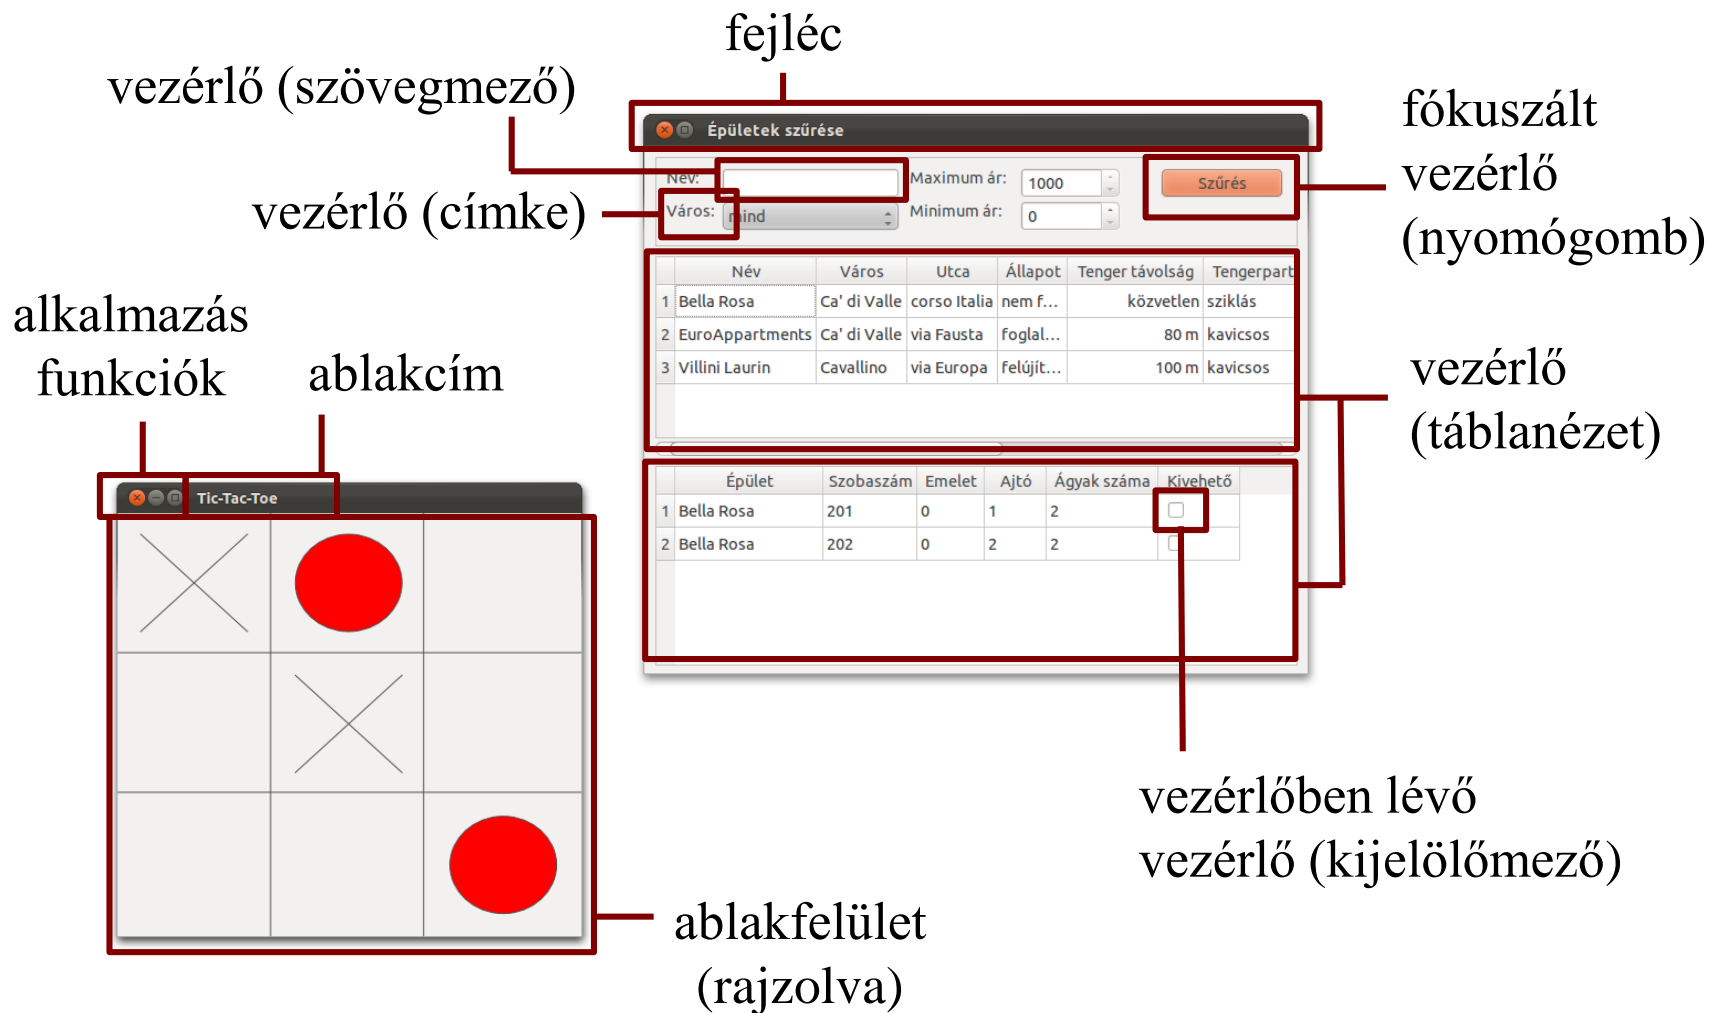 fejléc
vezérlő (szövegmező)
vezérlő (címke)
fókuszált
vezérlő
(nyomógomb)
Épületek szűrése
Név:
Maximum ár:
1000
Szűrés
Város:
mind
Minimum ár:
0
Név Város Utca Állapot Tenger távolság Tengerpart
1 Bella Rosa Ca' di Valle corso Italia nem f... közvetlen sziklás
2 EuroAppartments Ca' di Valle via Fausta foglal... 80 m kavicsos
3 Villini Laurin Cavallino via Europa felújít... 100 m kavicsos
vezérlő
(táblanézet)
Épület Szobaszám Emelet Ajtó Ágyak száma Kivehető
1 Bella Rosa 201 0 1 2
2 Bella Rosa 202 0 2 2
vezérlőben lévő
vezérlő (kijelölőmező)
alkalmazás
funkciók
ablakcím
Tic-Tac-Toe
ablakfelület
(rajzolva)